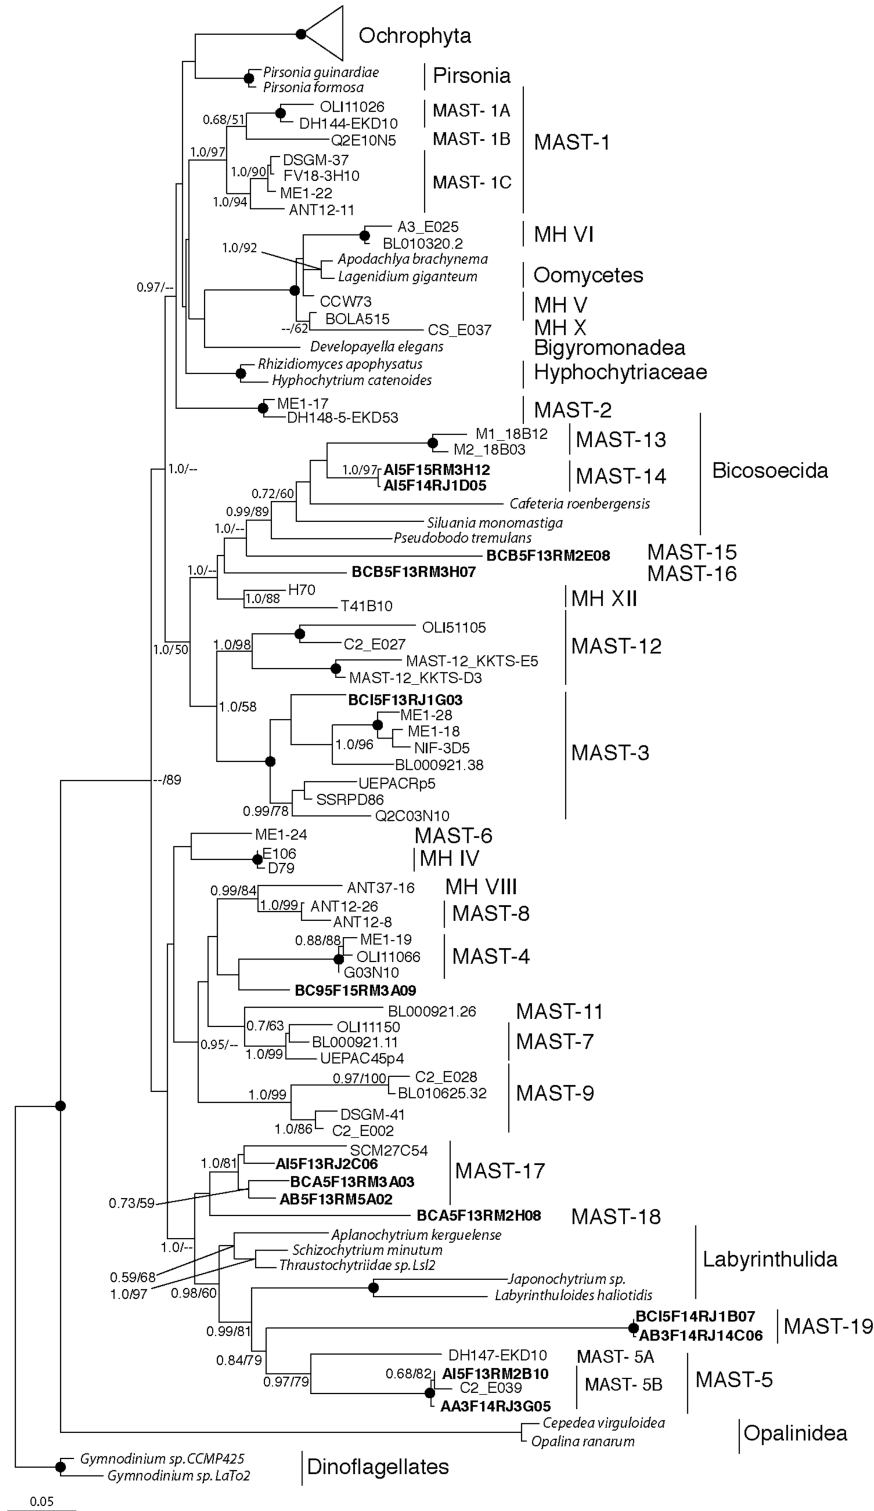 Ochrophyta
Pirsonia guinardiae
Pirsonia
Pirsonia formosa
OLI11026
0.68/51
MAST- 1A
DH144-EKD10
Q2E10N5
MAST- 1B
MAST-1
1.0/97
DSGM-37
1.0/90
FV18-3H10
MAST- 1C
ME1-22
1.0/94
ANT12-11
A3_E025
MH VI
BL010320.2
1.0/92
Apodachlya brachynema
Oomycetes
Lagenidium giganteum
0.97/--
CCW73
MH V
BOLA515
--/62
CS_E037
MH X
Developayella elegans
Bigyromonadea
Rhizidiomyces apophysatus
Hyphochytriaceae
Hyphochytrium catenoides
ME1-17
MAST-2
DH148-5-EKD53
M1_18B12
MAST-13
M2_18B03
1.0/--
1.0/97
AI5F15RM3H12
MAST-14
Bicosoecida
AI5F14RJ1D05
0.72/60
Cafeteria roenbergensis
0.99/89
Siluania monomastiga
1.0/--
Pseudobodo tremulans
BCB5F13RM2E08
MAST-15
1.0/--
BCB5F13RM3H07
MAST-16
H70
1.0/88
MH XII
T41B10
OLI51105
1.0/50
1.0/98
C2_E027
MAST-12
MAST-12_KKTS-E5
MAST-12_KKTS-D3
1.0/58
BCI5F13RJ1G03
ME1-28
ME1-18
1.0/96
NIF-3D5
MAST-3
BL000921.38
--/89
UEPACRp5
SSRPD86
0.99/78
Q2C03N10
ME1-24
MAST-6
E106
MH IV
D79
0.99/84
ANT37-16
MH VIII
1.0/99
ANT12-26
MAST-8
ANT12-8
0.88/88
ME1-19
OLI11066
MAST-4
G03N10
BC95F15RM3A09
BL000921.26
MAST-11
0.7/63
OLI11150
0.95/--
BL000921.11
MAST-7
1.0/99
UEPAC45p4
0.97/100
C2_E028
1.0/99
BL010625.32
MAST-9
DSGM-41
1.0/86
C2_E002
SCM27C54
1.0/81
AI5F13RJ2C06
MAST-17
BCA5F13RM3A03
0.73/59
AB5F13RM5A02
BCA5F13RM2H08
MAST-18
1.0/--
Aplanochytrium kerguelense
Schizochytrium minutum
Labyrinthulida
Thraustochytriidae sp. Lsl2
0.59/68
1.0/97
0.98/60
Japonochytrium sp.
Labyrinthuloides haliotidis
BCI5F14RJ1B07
0.99/81
MAST-19
AB3F14RJ14C06
0.84/79
DH147-EKD10
MAST- 5A
0.97/79
0.68/82
AI5F13RM2B10
MAST-5
C2_E039
MAST- 5B
AA3F14RJ3G05
Cepedea virguloidea
Opalinidea
Opalina ranarum
Gymnodinium sp. CCMP425
Dinoflagellates
Gymnodinium sp. LaTo2
0.05